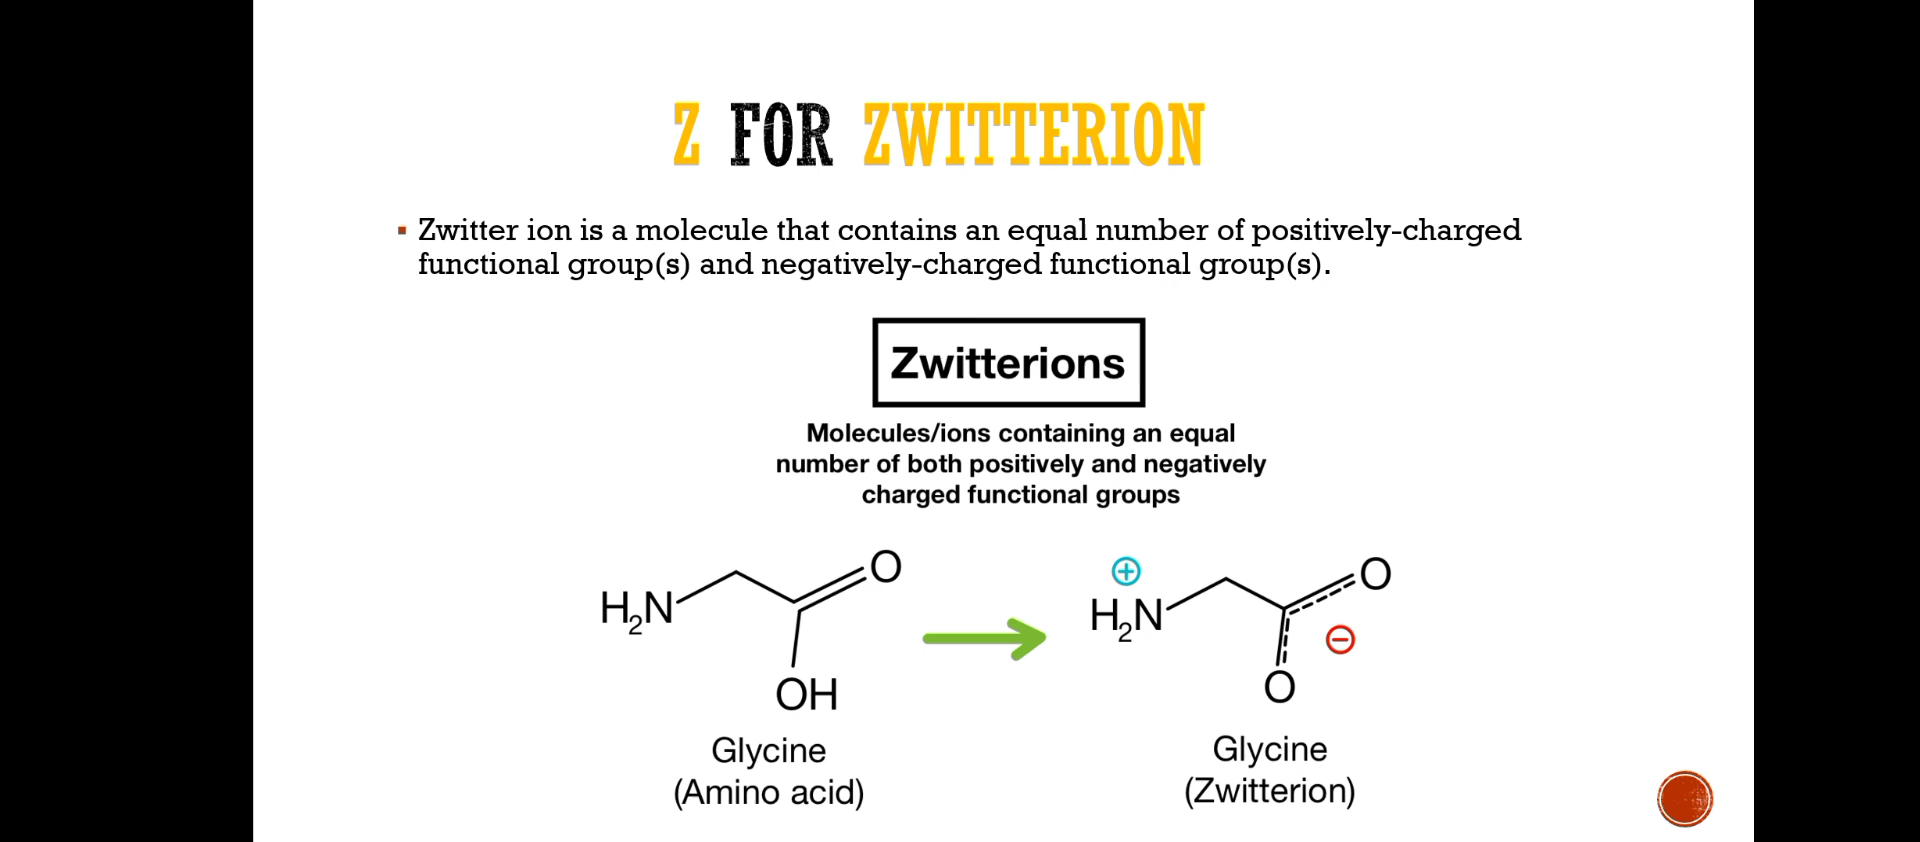 Z FOR ZWITTERION
▪ Zwitter ion is a molecule that contains an equal number of positively-charged
functional group(s) and negatively-charged functional group(s).
Zwitterions
Molecules/ions containing an equal
number of both positively and negatively
charged functional groups
H₂N
O
OH
Glycine
(Amino acid)
⊕
H₂N
O
⊖
O
Glycine
(Zwitterion)